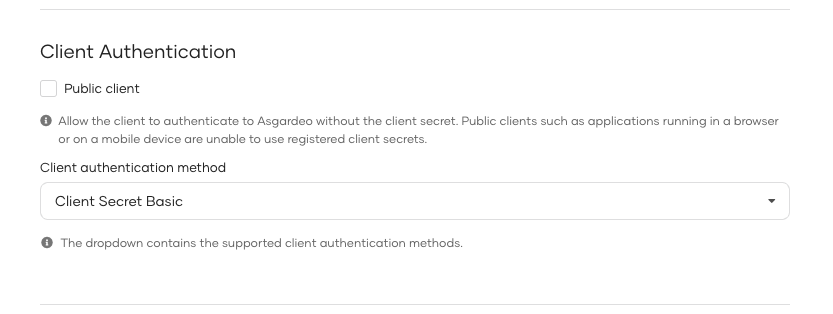 Client Authentication
Public client
Allow the client to authenticate to Asgardeo without the client secret. Public clients such as applications running in a browser
or on a mobile device are unable to use registered client secrets.
Client authentication method
Client Secret Basic
The dropdown contains the supported client authentication methods.